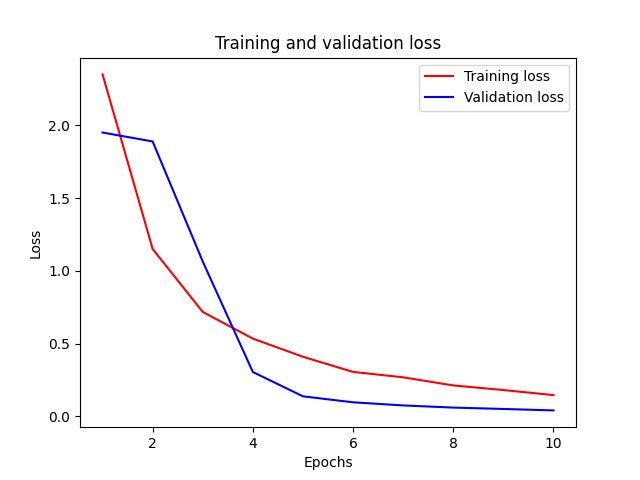 Training and validation loss
Training loss
Validation loss
Loss
2.0
1.5
1.0
0.5
0.0
2 4 6 8 10
Epochs